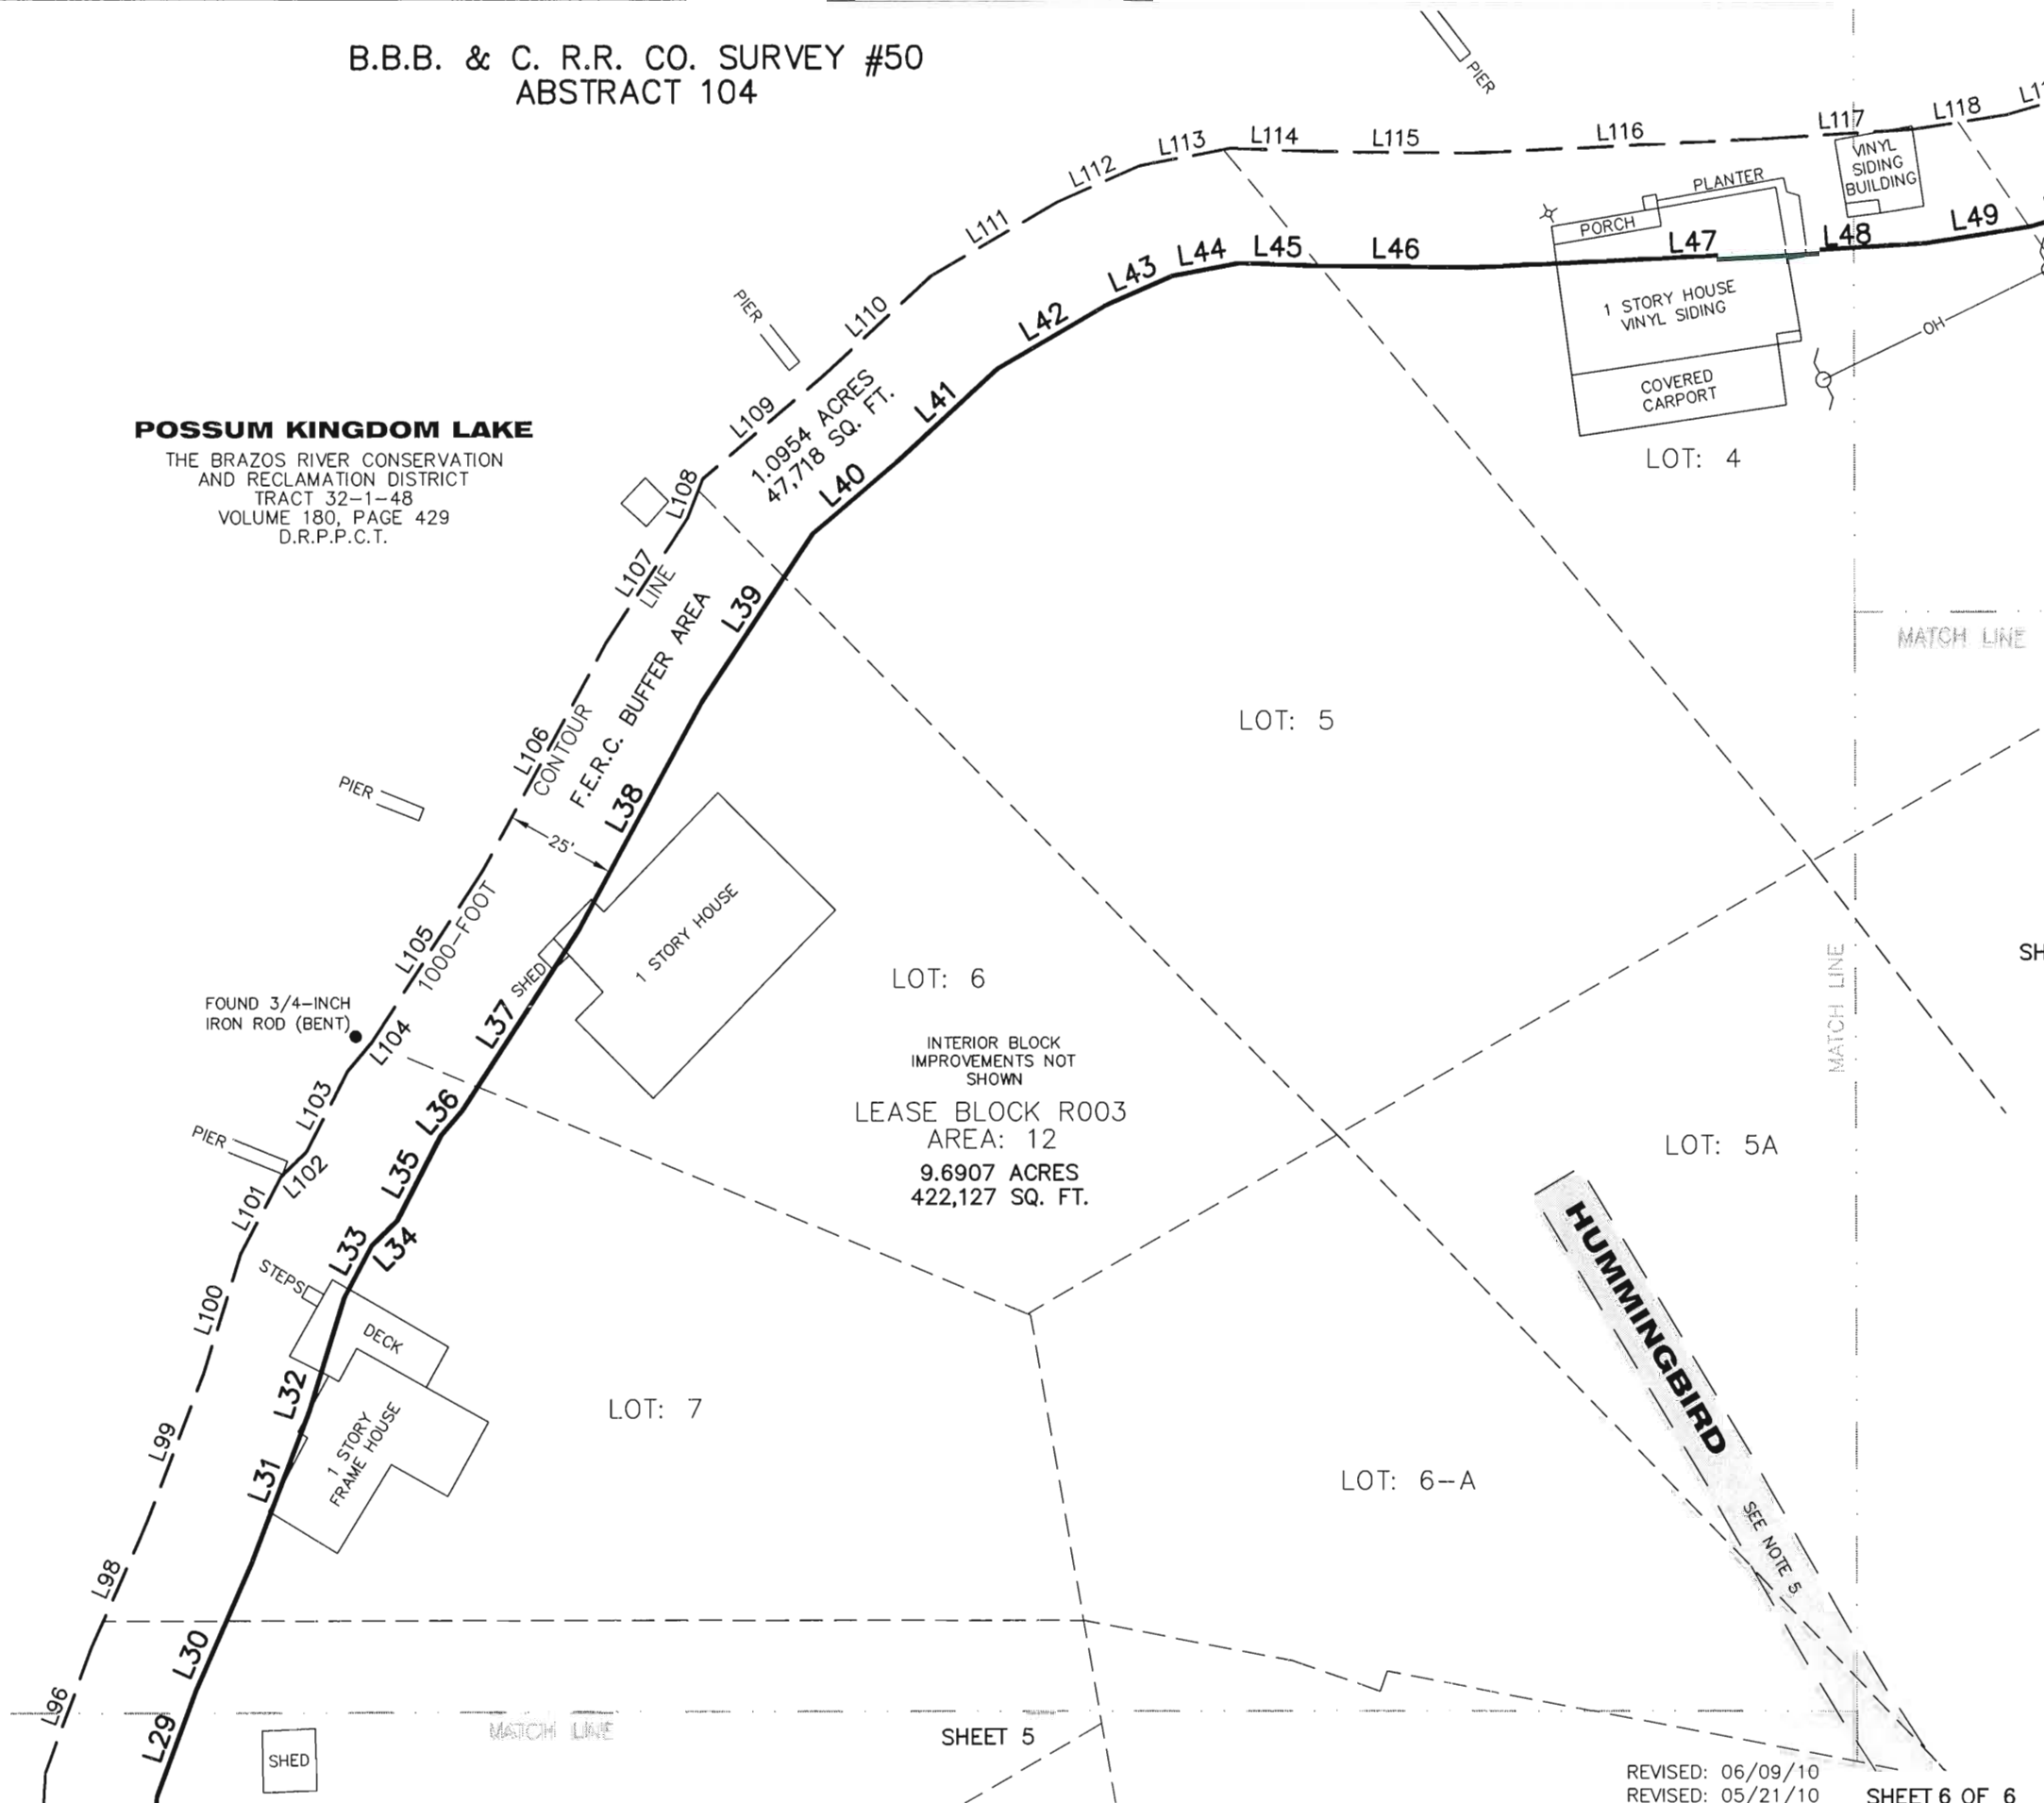 B.B.B. & C. R.R. CO. SURVEY #50
ABSTRACT 104
PIER
L113
L114
L115
L116
L117
L118
L112
L111
L110
L109
L108
L107
L106
L105
L104
L103
L102
L101
L100
L99
L98
L96
VINYL
SIDING
BUILDING
PLANTER
PORCH
L49
L48
L47
L46
L45
L44
L43
L42
L41
L40
L39
L38
L37
L36
L35
L34
L33
L32
L31
L30
L29
1 STORY HOUSE
VINYL SIDING
OH
COVERED
CARPORT
LOT: 4
PIER
1.0954 ACRES
47,718 SQ. FT.
POSSUM KINGDOM LAKE
THE BRAZOS RIVER CONSERVATION
AND RECLAMATION DISTRICT
TRACT 32-1-48
VOLUME 180, PAGE 429
D.R.P.P.C.T.
1000-FOOT
CONTOUR
LINE
F.E.R.C. BUFFER AREA
25'
MATCH LINE
LOT: 5
PIER
1 STORY HOUSE
SHED
LOT: 6
MATCH LINE
FOUND 3/4-INCH
IRON ROD (BENT)
INTERIOR BLOCK
IMPROVEMENTS NOT
SHOWN
LEASE BLOCK R003
AREA: 12
9.6907 ACRES
422,127 SQ. FT.
LOT: 5A
PIER
STEPS
DECK
1 STORY
FRAME HOUSE
LOT: 7
LOT: 6-A
HUMMINGBIRD
SEE NOTE 5
MATCH LINE
SHED
SHEET 5
REVISED: 06/09/10
REVISED: 05/21/10
SHEET 6 OF 6